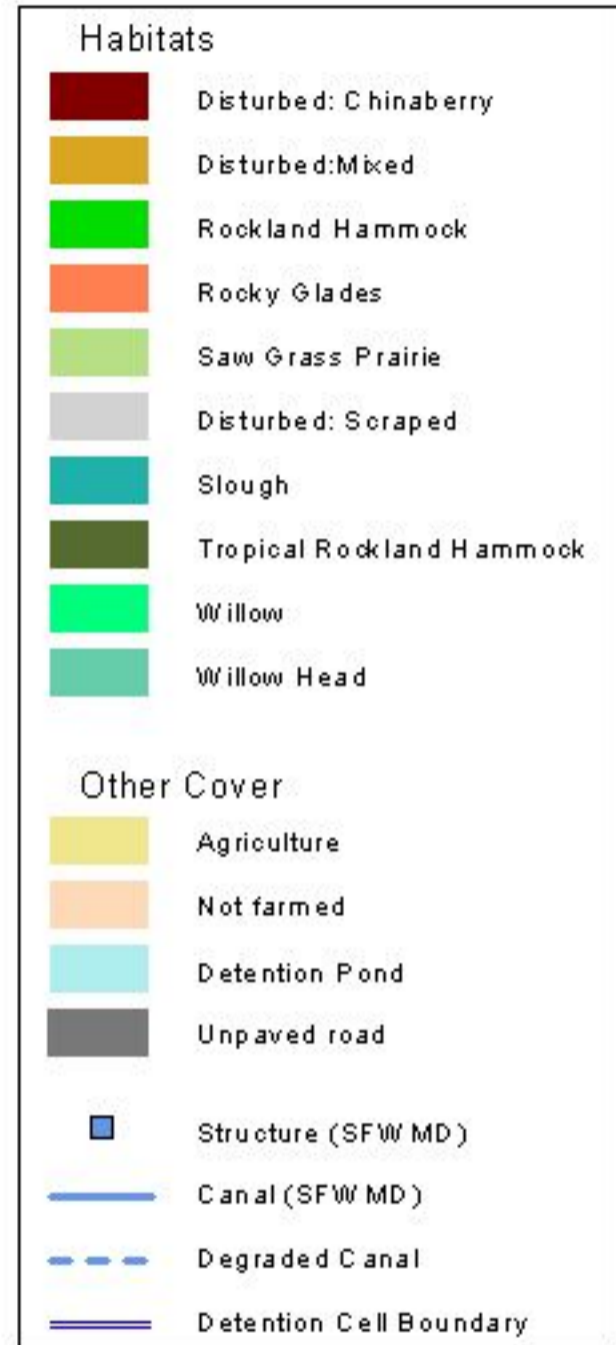 Habitats
Disturbed: Chinaberry
Disturbed:Mixed
Rockland Hammock
Rocky Glades
Saw Grass Prairie
Disturbed: Scraped
Slough
Tropical Rockland Hammock
Willow
Willow Head
Other Cover
Agriculture
Not farmed
Detention Pond
Unpaved road
Structure (SFWMD)
Canal (SFWMD)
Degraded Canal
Detention Cell Boundary